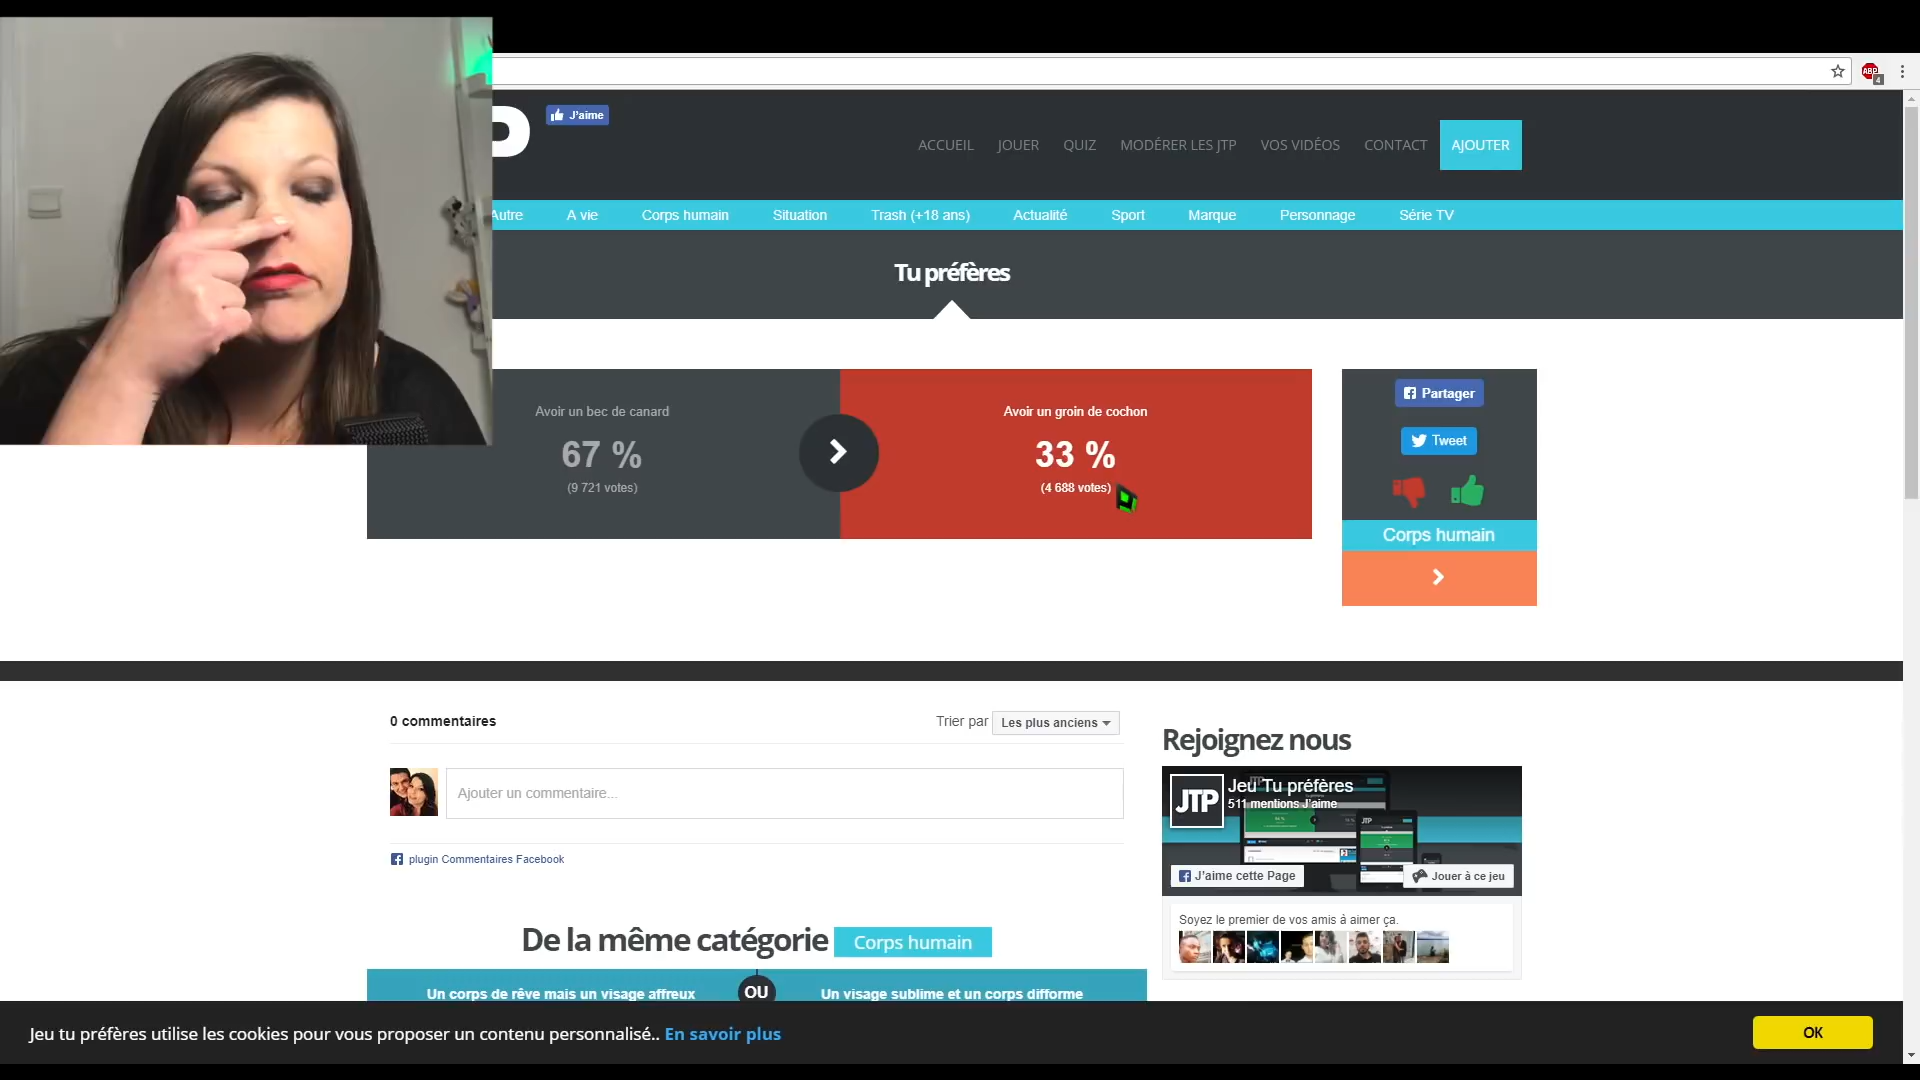 ABP
4
P
J'aime
ACCUEIL JOUER QUIZ MODÉRER LES JTP VOS VIDÉOS CONTACT AJOUTER
Autre A vie Corps humain Situation Trash (+18 ans) Actualité Sport Marque Personnage Série TV
Tu préfères
Avoir un bec de canard
67 %
(9 721 votes)
Avoir un groin de cochon
33 %
(4 688 votes)
Partager
Tweet
Corps humain
0 commentaires
Trier par Les plus anciens
Ajouter un commentaire...
plugin Commentaires Facebook
Rejoignez nous
JTP
Jeu Tu préféres
511 mentions J'aime
J'aime cette Page
Jouer à ce jeu
Soyez le premier de vos amis à aimer ça.
De la même catégorie Corps humain
Un corps de rêve mais un visage affreux OU Un visage sublime et un corps difforme
Jeu tu préférès utilise les cookies pour vous proposer un contenu personnalisé.. En savoir plus
OK